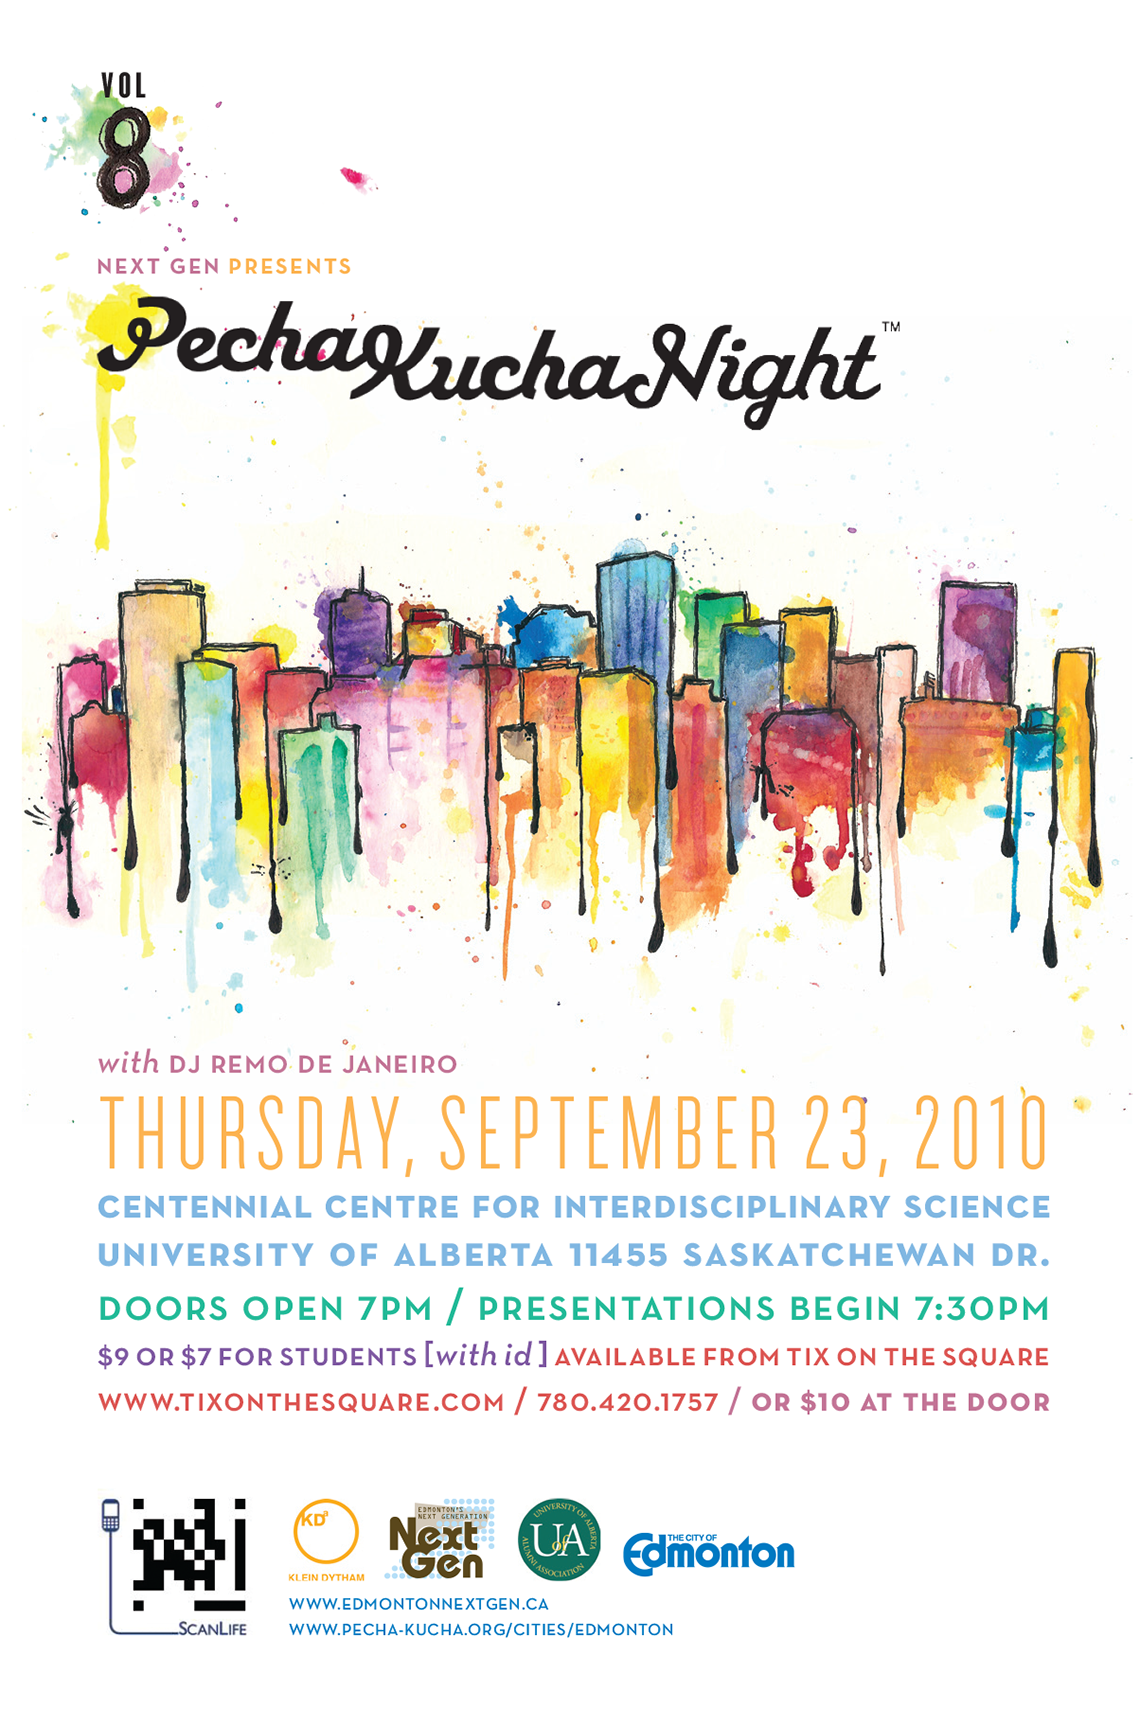 VOL
8
NEXT GEN PRESENTS
PechaKuchaNight™
with DJ REMO DE JANEIRO
THURSDAY, SEPTEMBER 23, 2010
CENTENNIAL CENTRE FOR INTERDISCIPLINARY SCIENCE
UNIVERSITY OF ALBERTA 11455 SASKATCHEWAN DR.
DOORS OPEN 7PM / PRESENTATIONS BEGIN 7:30PM
$9 OR $7 FOR STUDENTS [with id] AVAILABLE FROM TIX ON THE SQUARE
WWW.TIXONTHESQUARE.COM / 780.420.1757 / OR $10 AT THE DOOR
SCANLIFE
KDa
KLEIN DYTHAM
EDMONTON'S
NEXT GENERATION
Next
Gen
UNIVERSITY OF ALBERTA
UofA
ALUMNI ASSOCIATION
THE CITY OF
Edmonton
WWW.EDMONTONNEXTGEN.CA
WWW.PECHA-KUCHA.ORG/CITIES/EDMONTON